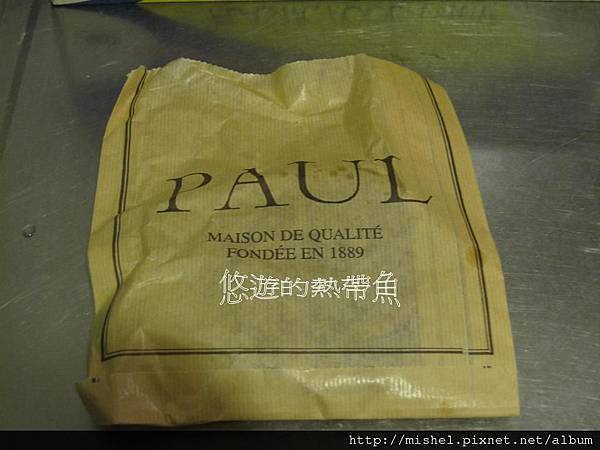 PAUL
MAISON DE QUALITÉ
FONDÉE EN 1889
悠遊的熱帶魚
http://mishel.pixnet.net/album